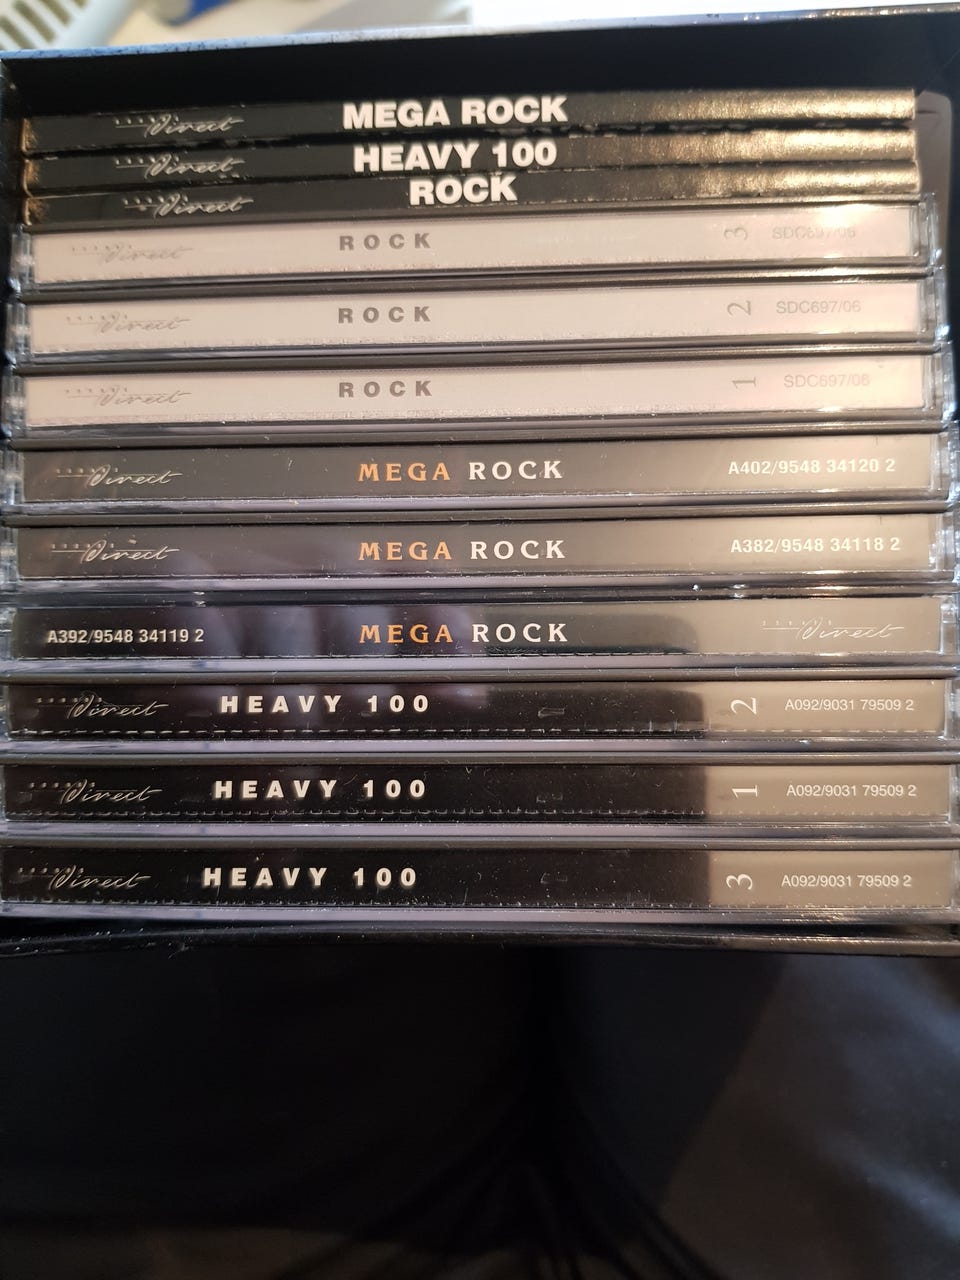 Direct MEGA ROCK
Direct HEAVY 100
Direct ROCK
Direct ROCK 3 SDC697/06
Direct ROCK 2 SDC697/06
Direct ROCK 1 SDC697/06
Direct MEGA ROCK A402/9548 34120 2
Direct MEGA ROCK A382/9548 34118 2
A392/9548 34119 2 MEGA ROCK Direct
Direct HEAVY 100 2 A092/9031 79509 2
Direct HEAVY 100 1 A092/9031 79509 2
Direct HEAVY 100 3 A092/9031 79509 2